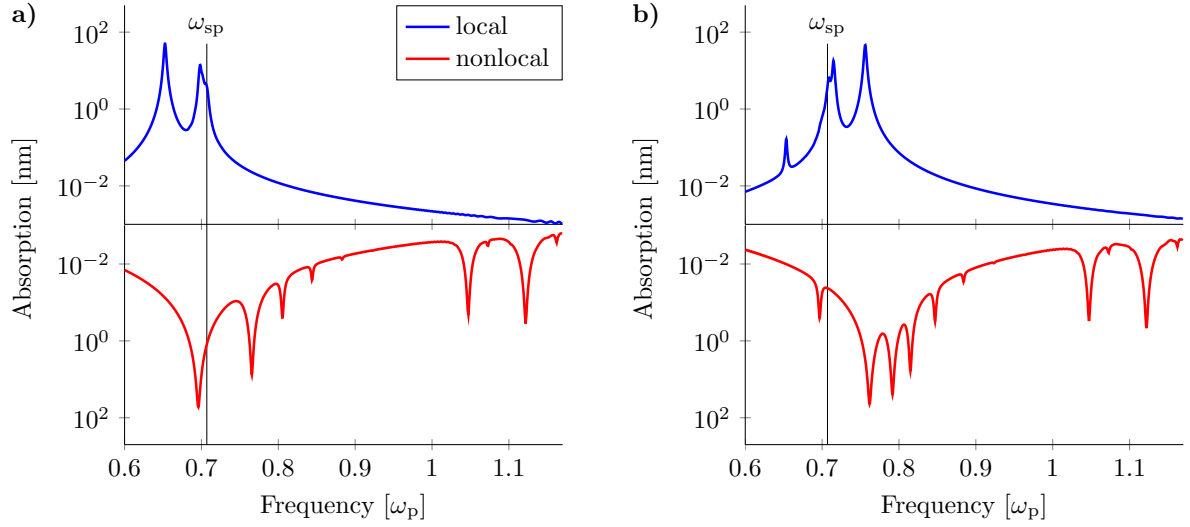 a)
ω_sp
local
nonlocal
10^2
10^0
10^−2
Absorption [nm]
10^−2
10^0
10^2
0.6 0.7 0.8 0.9 1 1.1
Frequency [ω_p]
b)
ω_sp
10^2
10^0
10^−2
Absorption [nm]
10^−2
10^0
10^2
0.6 0.7 0.8 0.9 1 1.1
Frequency [ω_p]